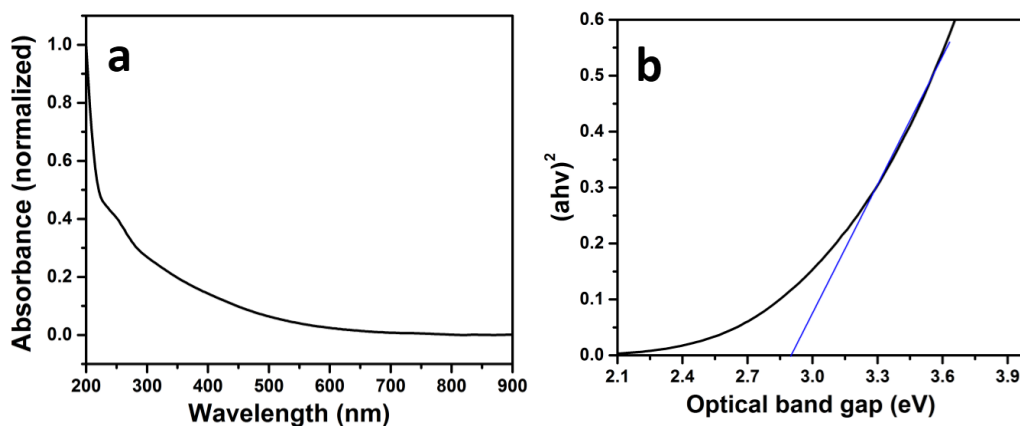 a
1.0
0.8
0.6
0.4
0.2
0.0
200 300 400 500 600 700 800 900
Absorbance (normalized)
Wavelength (nm)
b
0.6
0.5
0.4
0.3
0.2
0.1
0.0
2.1 2.4 2.7 3.0 3.3 3.6 3.9
(ahv)²
Optical band gap (eV)